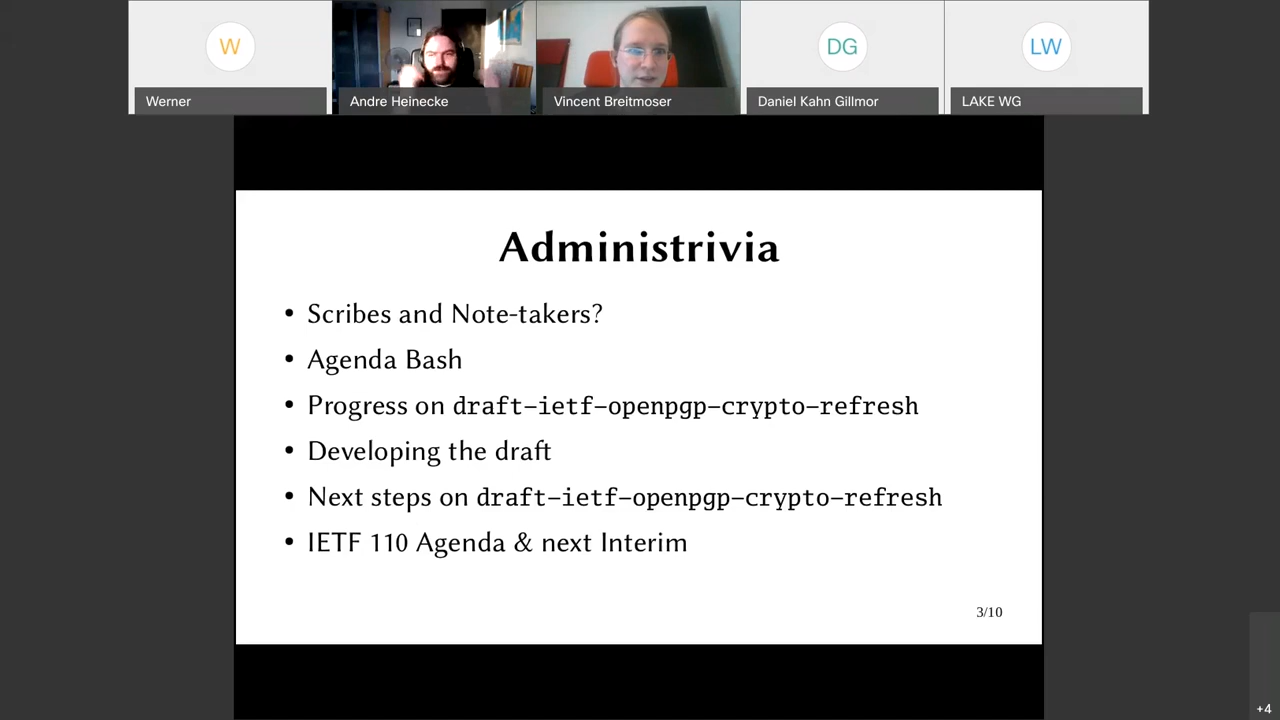 W
DG
LW
Werner
Andre Heinecke
Vincent Breitmoser
Daniel Kahn Gillmor
LAKE WG
Administrivia
• Scribes and Note-takers?
• Agenda Bash
• Progress on draft-ietf-openpgp-crypto-refresh
• Developing the draft
• Next steps on draft-ietf-openpgp-crypto-refresh
• IETF 110 Agenda & next Interim
3/10
+4